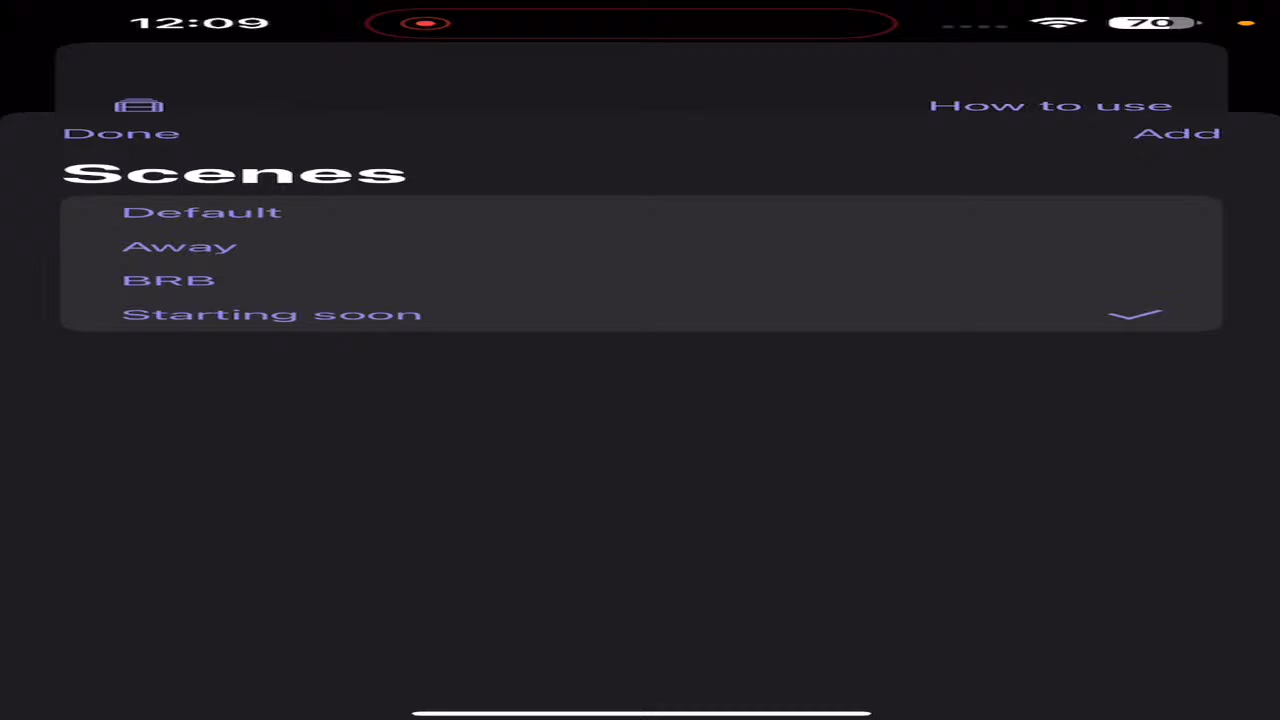 12:09
70
How to use
Done
Add
Scenes
Default
Away
BRB
Starting soon